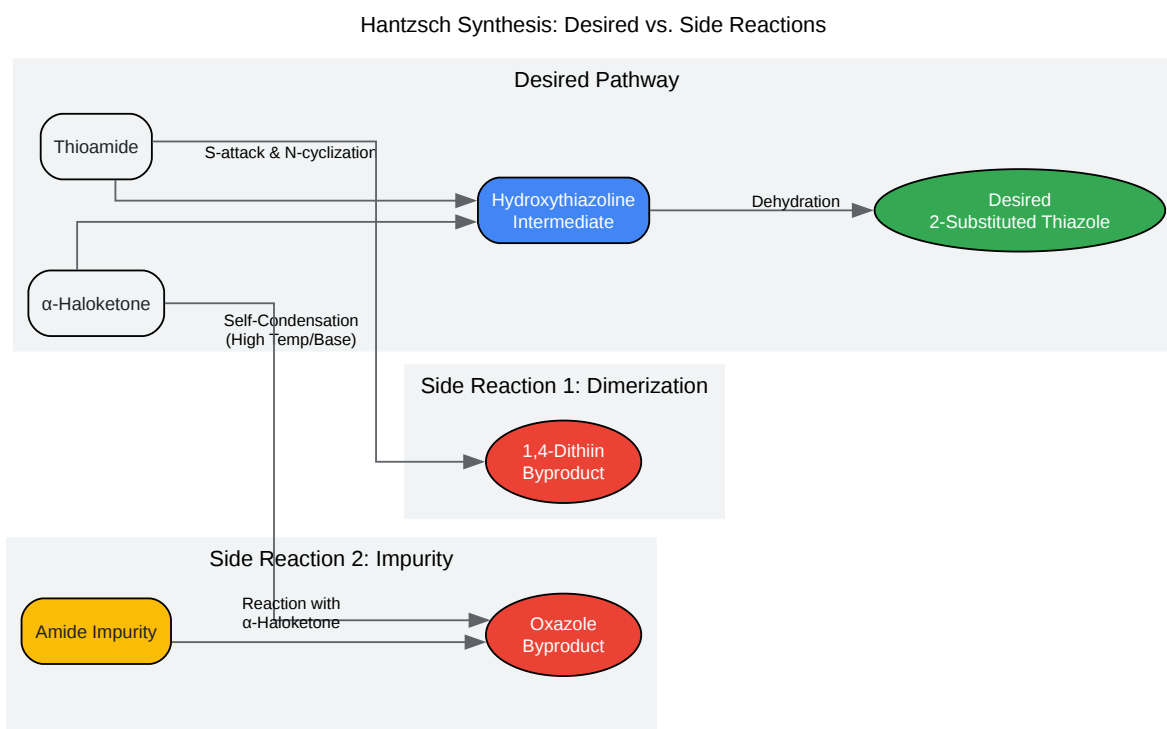 Hantzsch Synthesis: Desired vs. Side Reactions
Desired Pathway
Thioamide
S-attack & N-cyclization
Hydroxythiazoline
Intermediate
Dehydration
Desired
2-Substituted Thiazole
α-Haloketone
Self-Condensation
(High Temp/Base)
Side Reaction 1: Dimerization
1,4-Dithiin
Byproduct
Side Reaction 2: Impurity
Amide Impurity
Reaction with
α-Haloketone
Oxazole
Byproduct